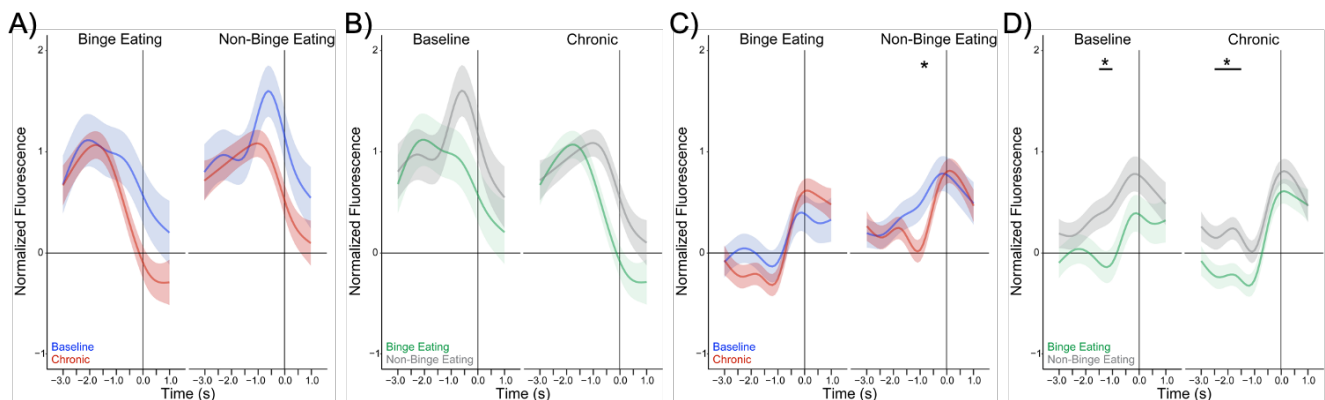 A)
Binge Eating
Non-Binge Eating
Normalized Fluorescence
2
1
0
−1
Baseline
Chronic
−3.0 −2.0 −1.0 0.0 1.0
−3.0 −2.0 −1.0 0.0 1.0
Time (s)
B)
Baseline
Chronic
Normalized Fluorescence
2
1
0
−1
Binge Eating
Non-Binge Eating
−3.0 −2.0 −1.0 0.0 1.0
−3.0 −2.0 −1.0 0.0 1.0
Time (s)
C)
Binge Eating
Non-Binge Eating
*
Normalized Fluorescence
2
1
0
−1
Baseline
Chronic
−3.0 −2.0 −1.0 0.0 1.0
−3.0 −2.0 −1.0 0.0 1.0
Time (s)
D)
Baseline
Chronic
*
*
Normalized Fluorescence
2
1
0
−1
Binge Eating
Non-Binge Eating
−3.0 −2.0 −1.0 0.0 1.0
−3.0 −2.0 −1.0 0.0 1.0
Time (s)